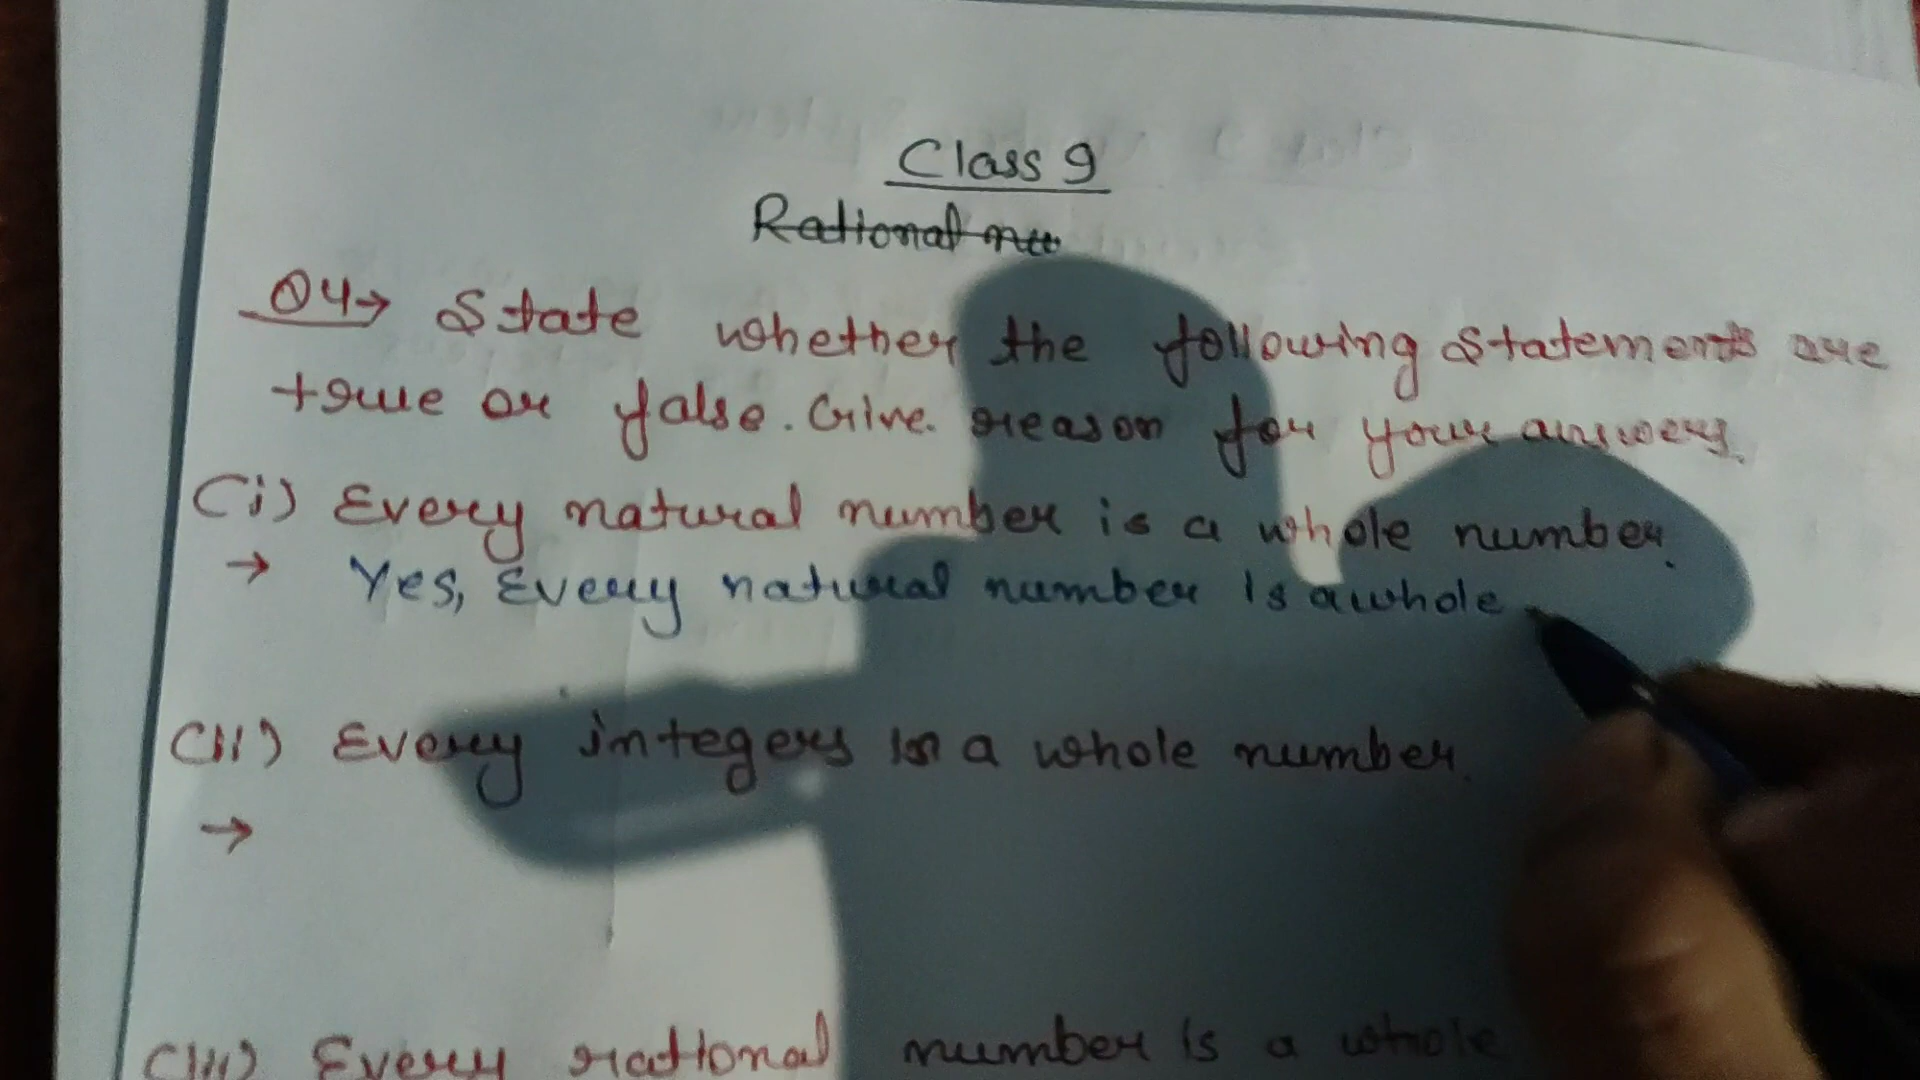 Class 9
Rational nu
Q4→ State whether the following statements are
true or false. Give reason for your answers.
(i) Every natural number is a whole number.
→ Yes, Every natural number is a whole
(ii) Every integers is a whole number.
→
(iii) Every rational number is a whole